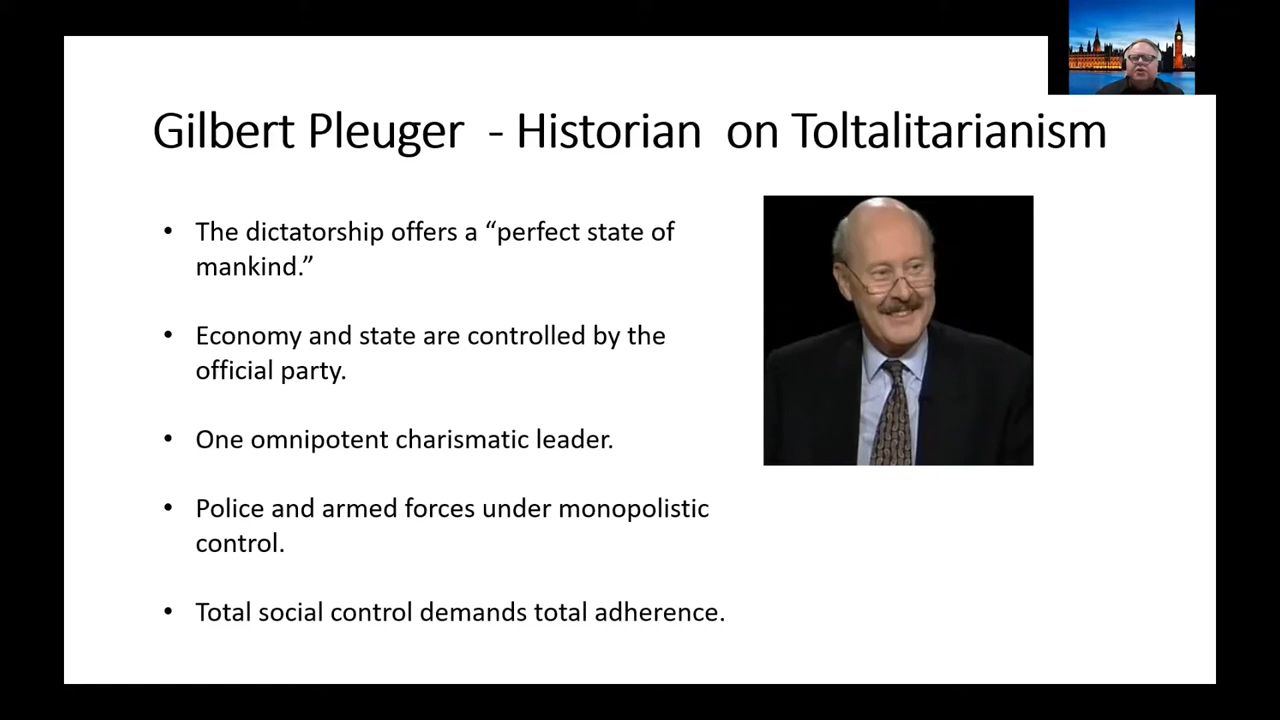 Gilbert Pleuger - Historian on Toltalitarianism
• The dictatorship offers a “perfect state of
mankind.”
• Economy and state are controlled by the
official party.
• One omnipotent charismatic leader.
• Police and armed forces under monopolistic
control.
• Total social control demands total adherence.